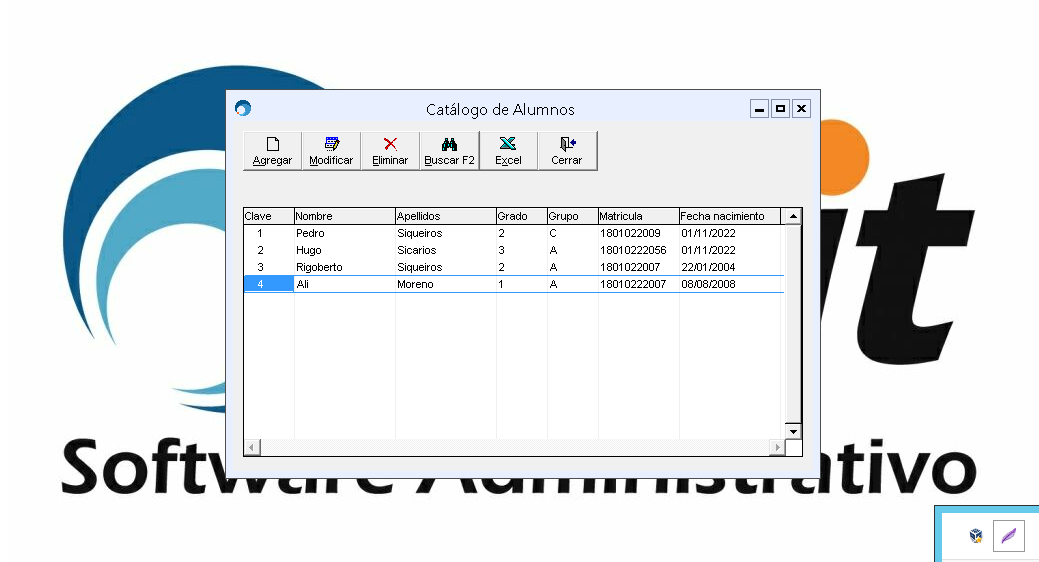 Catálogo de Alumnos
Agregar Modificar Eliminar Buscar F2 Excel Cerrar
Clave Nombre Apellidos Grado Grupo Matricula Fecha nacimiento
1 Pedro Siqueiros 2 C 1801022009 01/11/2022
2 Hugo Sicarios 3 A 18010222056 01/11/2022
3 Rigoberto Siqueiros 2 A 1801022007 22/01/2004
4 Ali Moreno 1 A 18010222007 08/08/2008
it
Software Administrativo